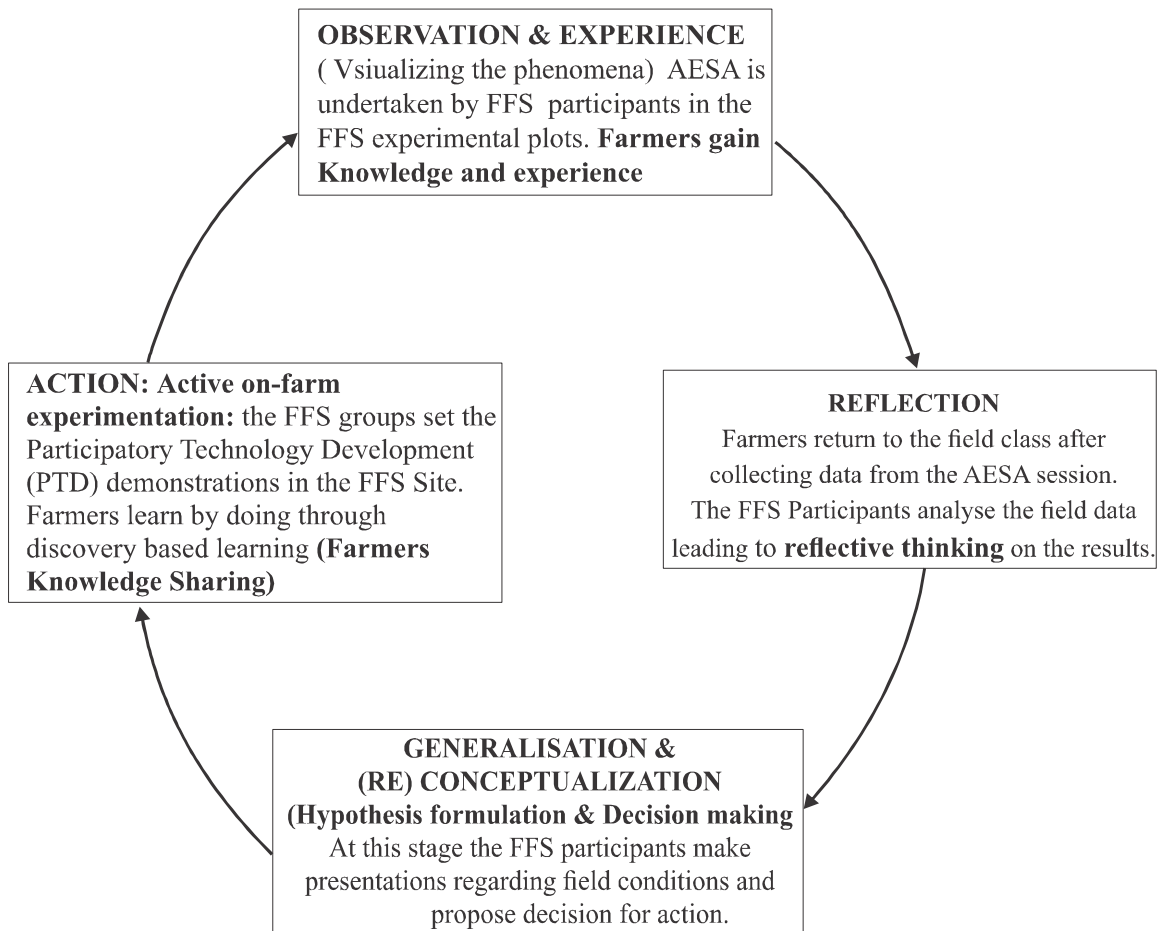 OBSERVATION & EXPERIENCE
( Vsiualizing the phenomena) AESA is
undertaken by FFS participants in the
FFS experimental plots. Farmers gain
Knowledge and experience
REFLECTION
Farmers return to the field class after
collecting data from the AESA session.
The FFS Participants analyse the field data
leading to reflective thinking on the results.
GENERALISATION &
(RE) CONCEPTUALIZATION
(Hypothesis formulation & Decision making
At this stage the FFS participants make
presentations regarding field conditions and
propose decision for action.
ACTION: Active on-farm
experimentation: the FFS groups set the
Participatory Technology Development
(PTD) demonstrations in the FFS Site.
Farmers learn by doing through
discovery based learning (Farmers
Knowledge Sharing)